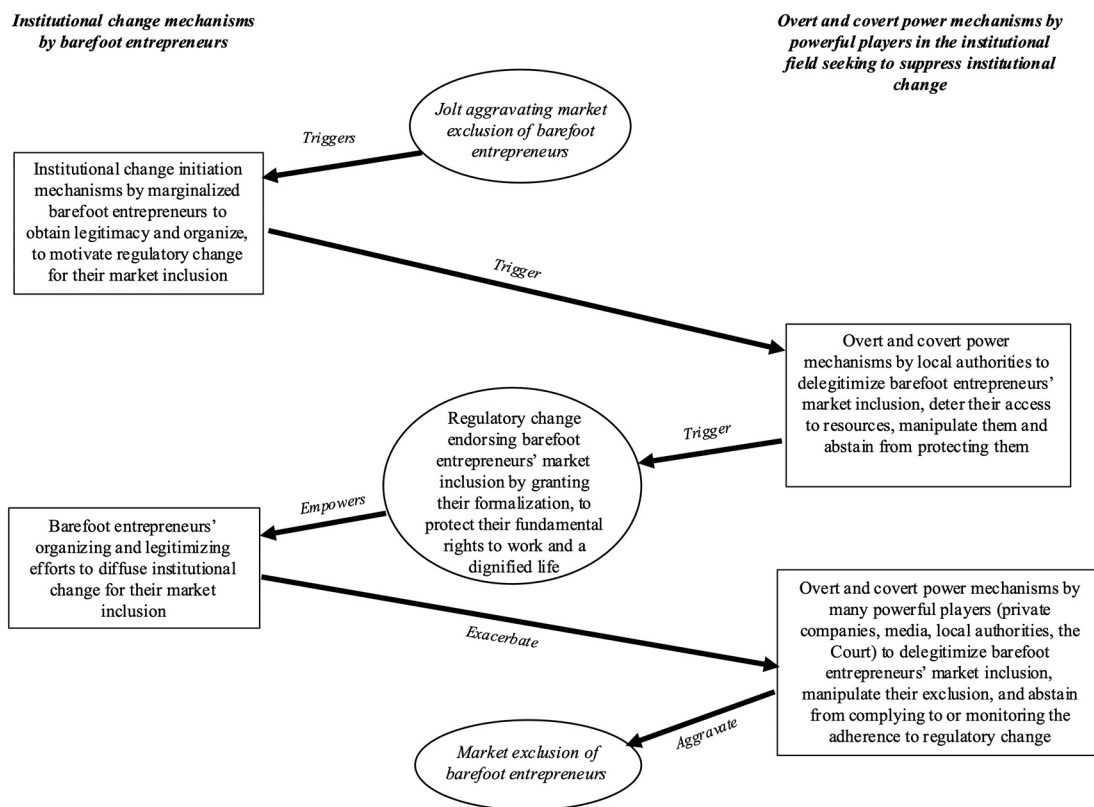 Institutional change mechanisms
by barefoot entrepreneurs
Overt and covert power mechanisms by
powerful players in the institutional
field seeking to suppress institutional
change
Jolt aggravating market
exclusion of barefoot
entrepreneurs
Triggers
Institutional change initiation
mechanisms by marginalized
barefoot entrepreneurs to
obtain legitimacy and organize,
to motivate regulatory change
for their market inclusion
Trigger
Overt and covert power
mechanisms by local authorities to
delegitimize barefoot entrepreneurs’
market inclusion, deter their access
to resources, manipulate them and
abstain from protecting them
Trigger
Regulatory change
endorsing barefoot
entrepreneurs’ market
inclusion by granting
their formalization, to
protect their fundamental
rights to work and a
dignified life
Empowers
Barefoot entrepreneurs’
organizing and legitimizing
efforts to diffuse institutional
change for their market
inclusion
Exacerbate
Overt and covert power mechanisms by
many powerful players (private
companies, media, local authorities, the
Court) to delegitimize barefoot
entrepreneurs’ market inclusion,
manipulate their exclusion, and abstain
from complying to or monitoring the
adherence to regulatory change
Aggravate
Market exclusion of
barefoot entrepreneurs